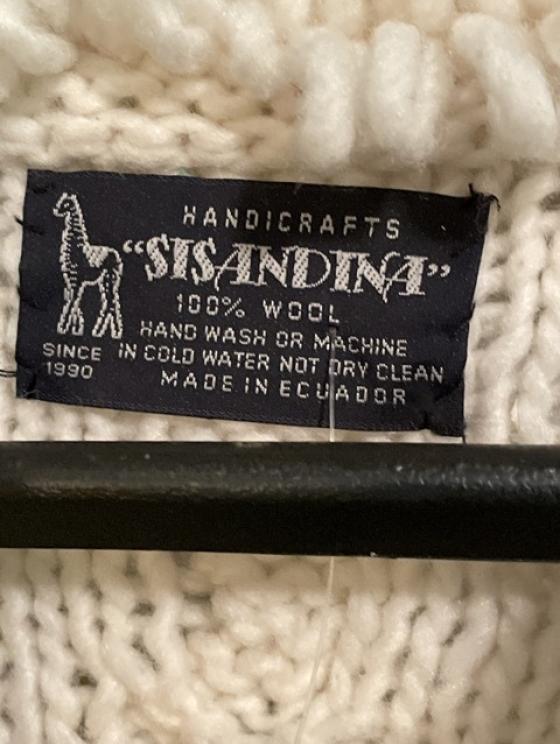 HANDICRAFTS
"SISANDINA"
100% WOOL
HAND WASH OR MACHINE
IN COLD WATER NOT DRY CLEAN
MADE IN ECUADOR
SINCE
1990